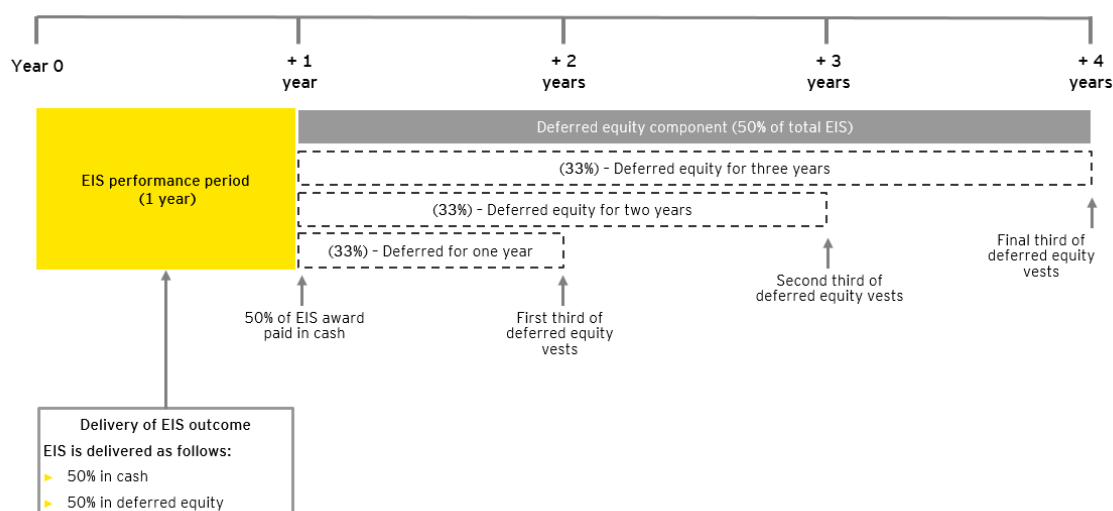 Year 0
+ 1
year
+ 2
years
+ 3
years
+ 4
years
Deferred equity component (50% of total EIS)
EIS performance period
(1 year)
(33%) – Deferred equity for three years
(33%) – Deferred equity for two years
(33%) – Deferred for one year
50% of EIS award
paid in cash
First third of
deferred equity
vests
Second third of
deferred equity vests
Final third of
deferred equity
vests
Delivery of EIS outcome
EIS is delivered as follows:
► 50% in cash
► 50% in deferred equity